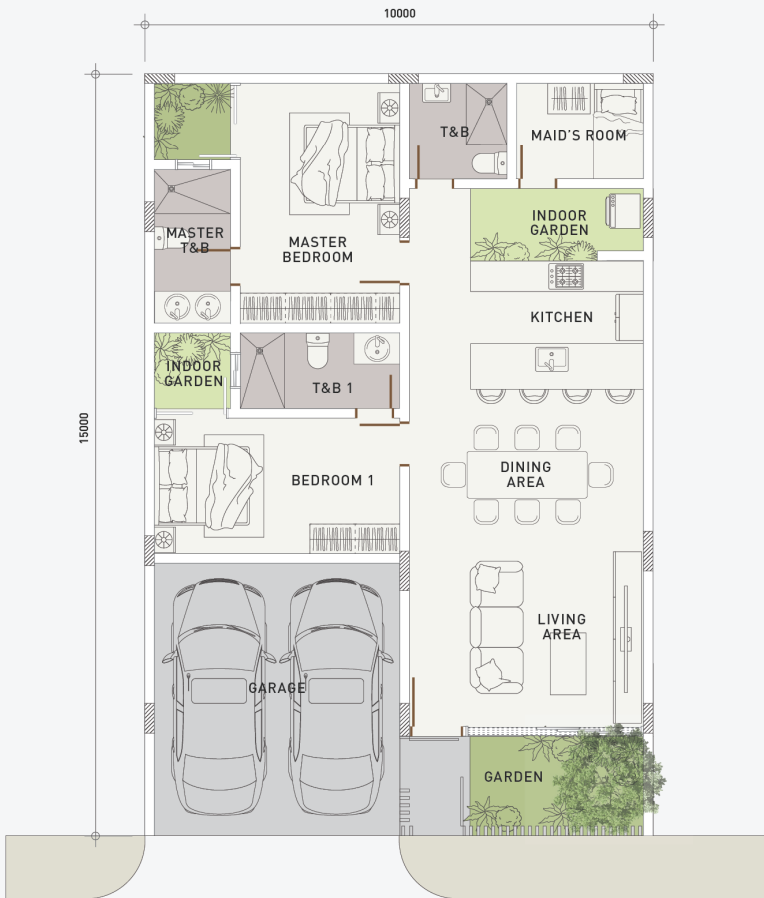 10000
T&B
MAID'S ROOM
INDOOR
GARDEN
MASTER
T&B
MASTER
BEDROOM
KITCHEN
INDOOR
GARDEN
T&B 1
15000
DINING
AREA
BEDROOM 1
LIVING
AREA
GARAGE
GARDEN